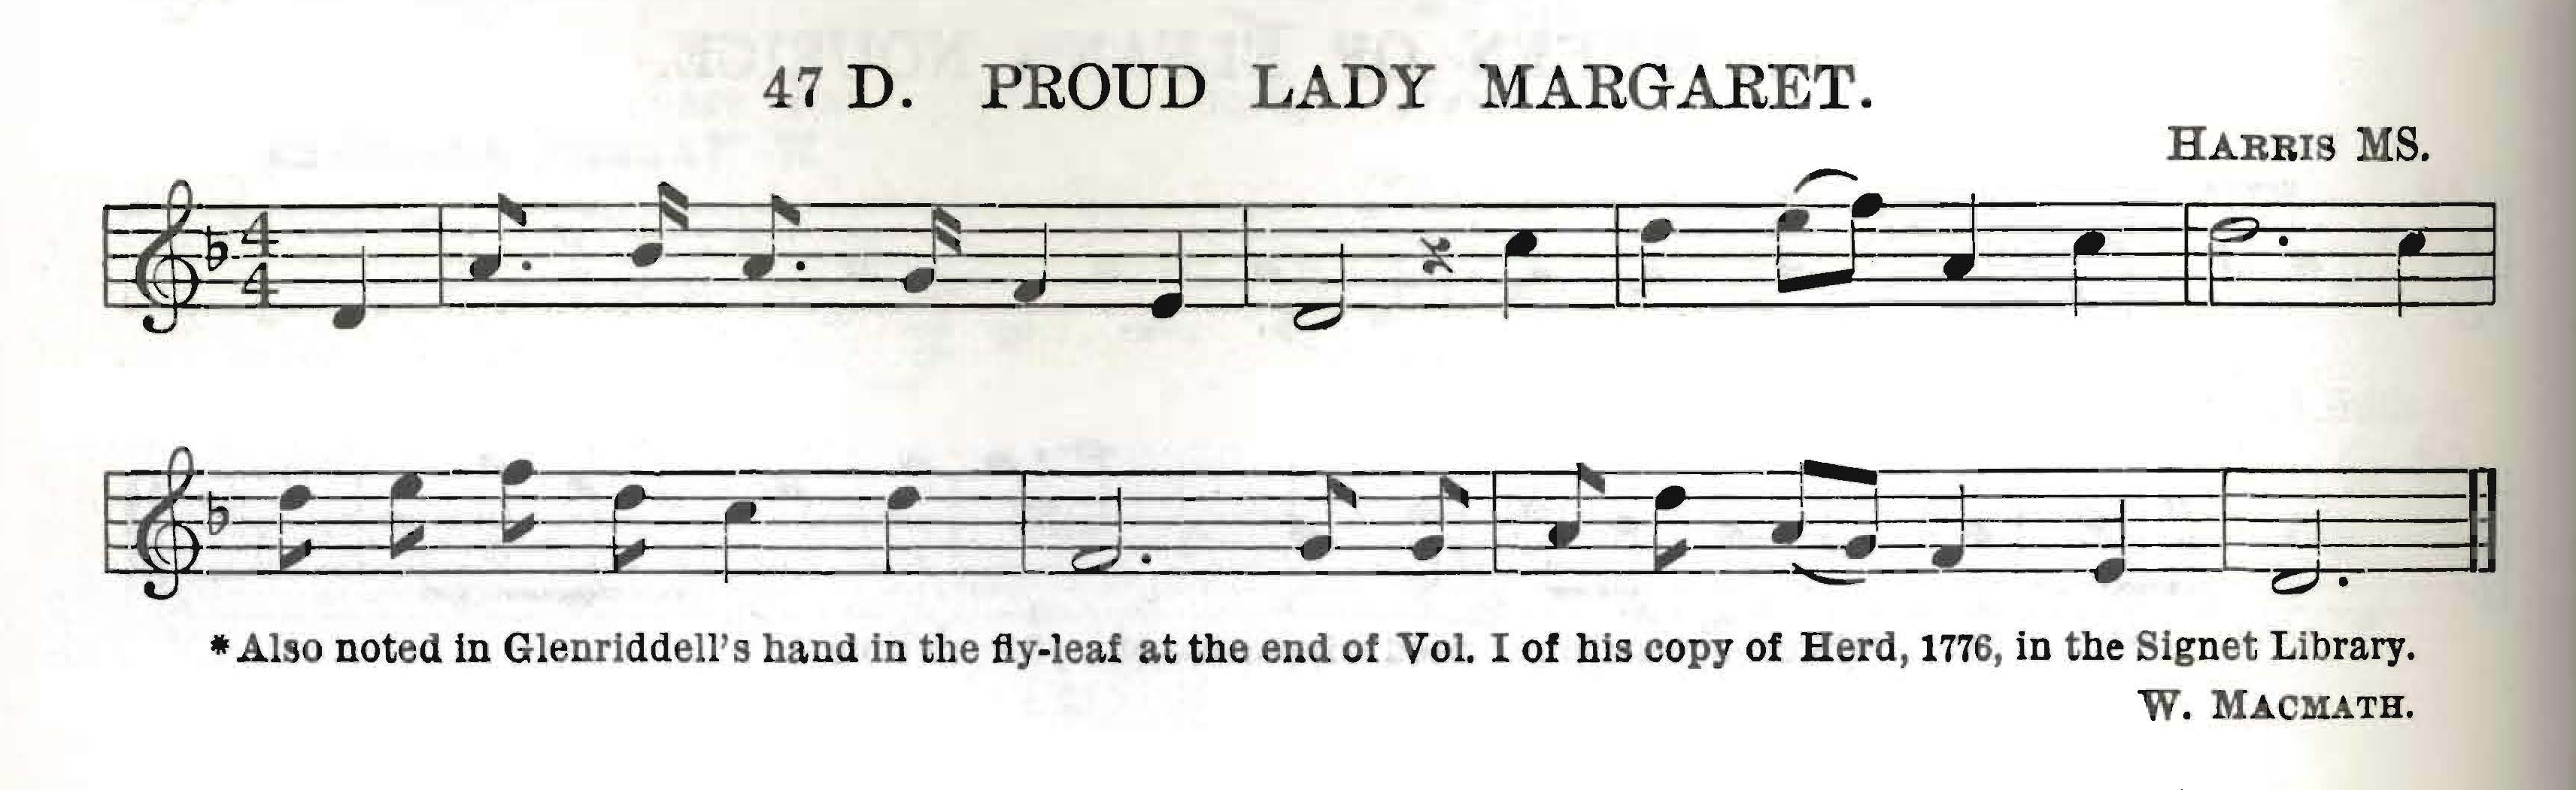 47 D. PROUD LADY MARGARET.
HARRIS MS.
4
4
* Also noted in Glenriddell's hand in the fly-leaf at the end of Vol. I of his copy of Herd, 1776, in the Signet Library.
W. MACMATH.